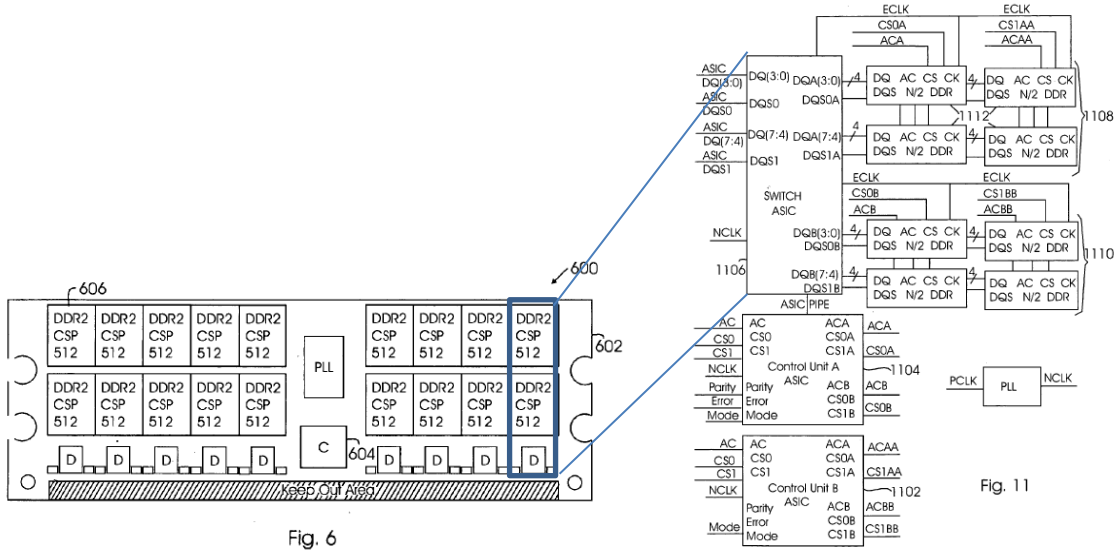 600
606
DDR2 DDR2 DDR2 DDR2 DDR2
CSP CSP CSP CSP CSP
512 512 512 512 512
PLL
DDR2 DDR2 DDR2 DDR2
CSP CSP CSP CSP
512 512 512 512
602
DDR2 DDR2 DDR2 DDR2 DDR2
CSP CSP CSP CSP CSP
512 512 512 512 512
DDR2 DDR2 DDR2 DDR2
CSP CSP CSP CSP
512 512 512 512
D D D D D
C
604
D D D D
Keep Out Area
Fig. 6
ECLK
CS0A
ACA
ECLK
CS1AA
ACAA
ASIC
DQ(3:0)
ASIC
DQS0
ASIC
DQ(7:4)
ASIC
DQS1
NCLK
1106
DQ(3:0) DQA(3:0)
DQS0 DQS0A
DQ(7:4) DQA(7:4)
DQS1 DQS1A
SWITCH
ASIC
DQB(3:0)
DQS0B
DQB(7:4)
DQS1B
4 4
DQ AC CS CK
DQS N/2 DDR
DQ AC CS CK
DQS N/2 DDR
1112
1108
4 4
DQ AC CS CK
DQS N/2 DDR
DQ AC CS CK
DQS N/2 DDR
ECLK
CS0B
ACB
ECLK
CS1BB
ACBB
4 4
DQ AC CS CK
DQS N/2 DDR
DQ AC CS CK
DQS N/2 DDR
1110
4 4
DQ AC CS CK
DQS N/2 DDR
DQ AC CS CK
DQS N/2 DDR
ASIC PIPE
AC AC ACA ACA
CS0 CS0 CS0A
CS1 CS1 CS1A CS0A
NCLK Control Unit A
ASIC
1104
Parity Parity ACB ACB
Error Error CS0B
Mode Mode CS1B CS0B
PCLK PLL NCLK
AC AC ACA ACAA
CS0 CS0 CS0A
CS1 CS1 CS1A CS1AA
NCLK Control Unit B
ASIC
1102
Parity ACB ACBB
Error CS0B
Mode Mode CS1B CS1BB
Fig. 11